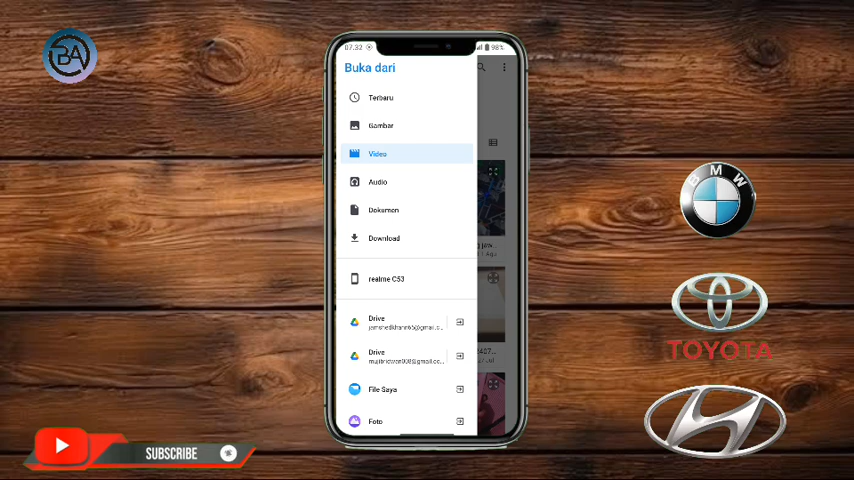 BA
07.32
98%
Buka dari
Terbaru
Gambar
Video
Audio
Dokumen
Download
realme C53
Drive
Drive
File Saya
Foto
BMW
TOYOTA
SUBSCRIBE